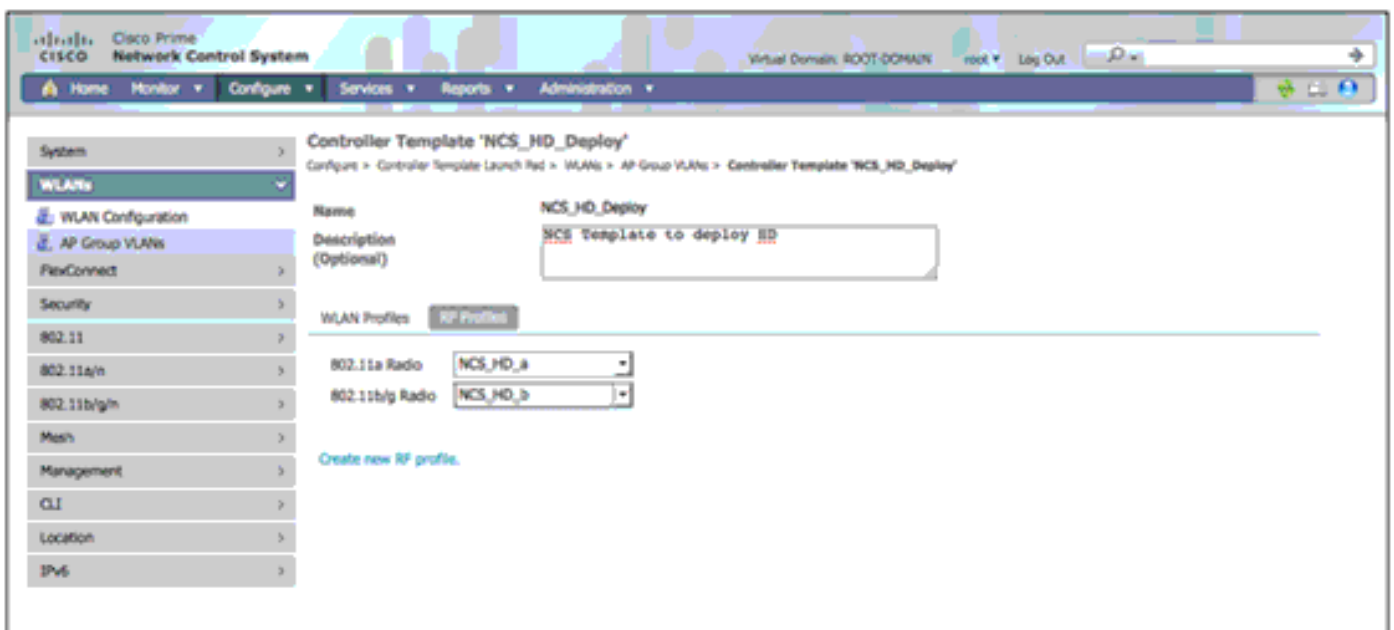 Cisco Prime
CISCO Network Control System
Virtual Domain: ROOT-DOMAIN root Log Out
Home Monitor Configure Services Reports Administration
System
WLANs
WLAN Configuration
AP Group VLANs
FlexConnect
Security
802.11
802.11a/n
802.11b/g/n
Mesh
Management
CLI
Location
IPv6
Controller Template 'NCS_HD_Deploy'
Configure > Controller Template Launch Pad > WLANs > AP Group VLANs > Controller Template 'NCS_HD_Deploy'
Name NCS_HD_Deploy
Description NCS Template to deploy HD
(Optional)
WLAN Profiles RF Profiles
802.11a Radio NCS_HD_a
802.11b/g Radio NCS_HD_b
Create new RF profile.